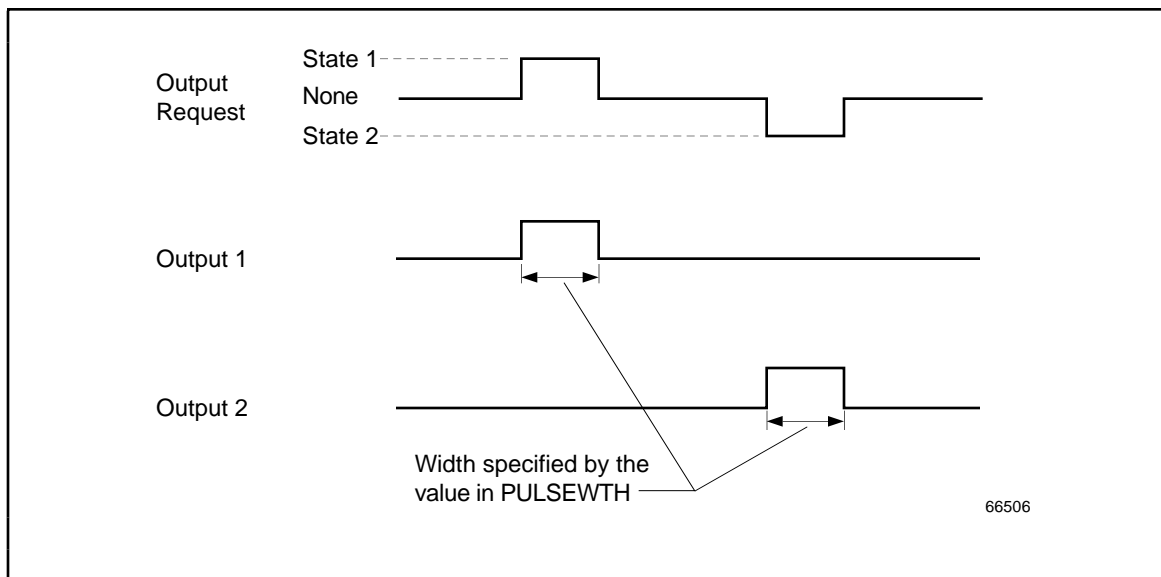 Output
Request
State 1
None
State 2
Output 1
Output 2
Width specified by the
value in PULSEWTH
66506